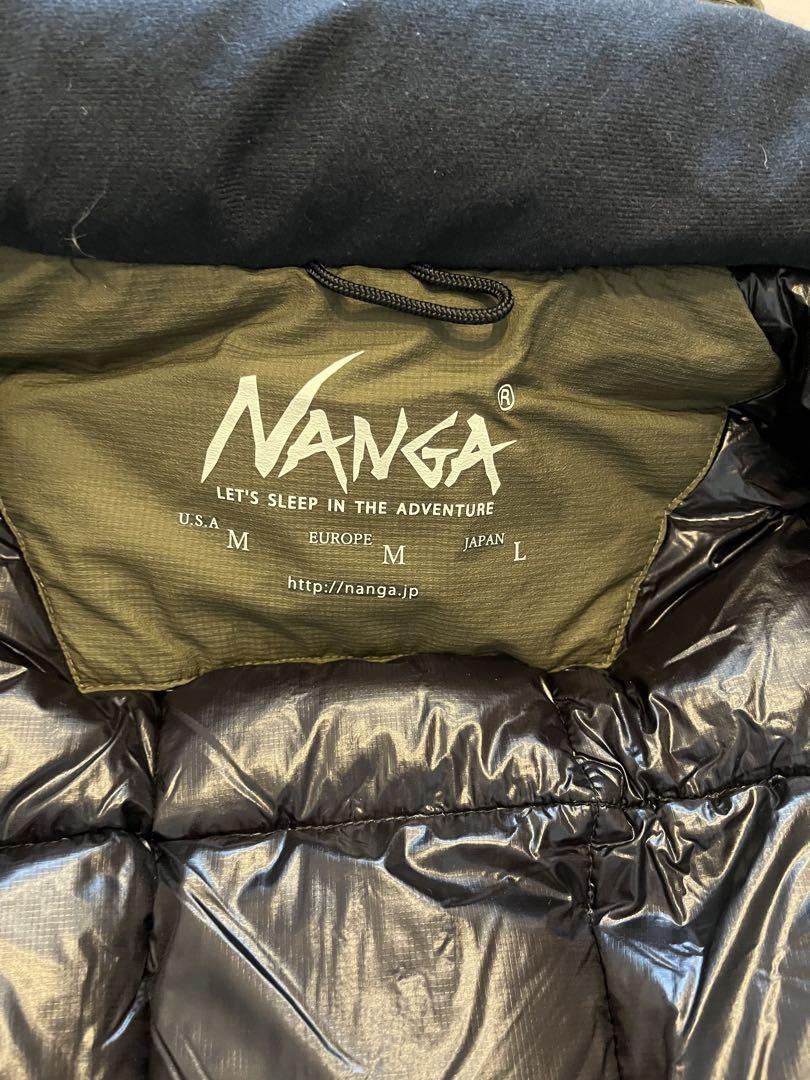 NANGA®
LET'S SLEEP IN THE ADVENTURE
U.S.A M EUROPE M JAPAN L
http://nanga.jp